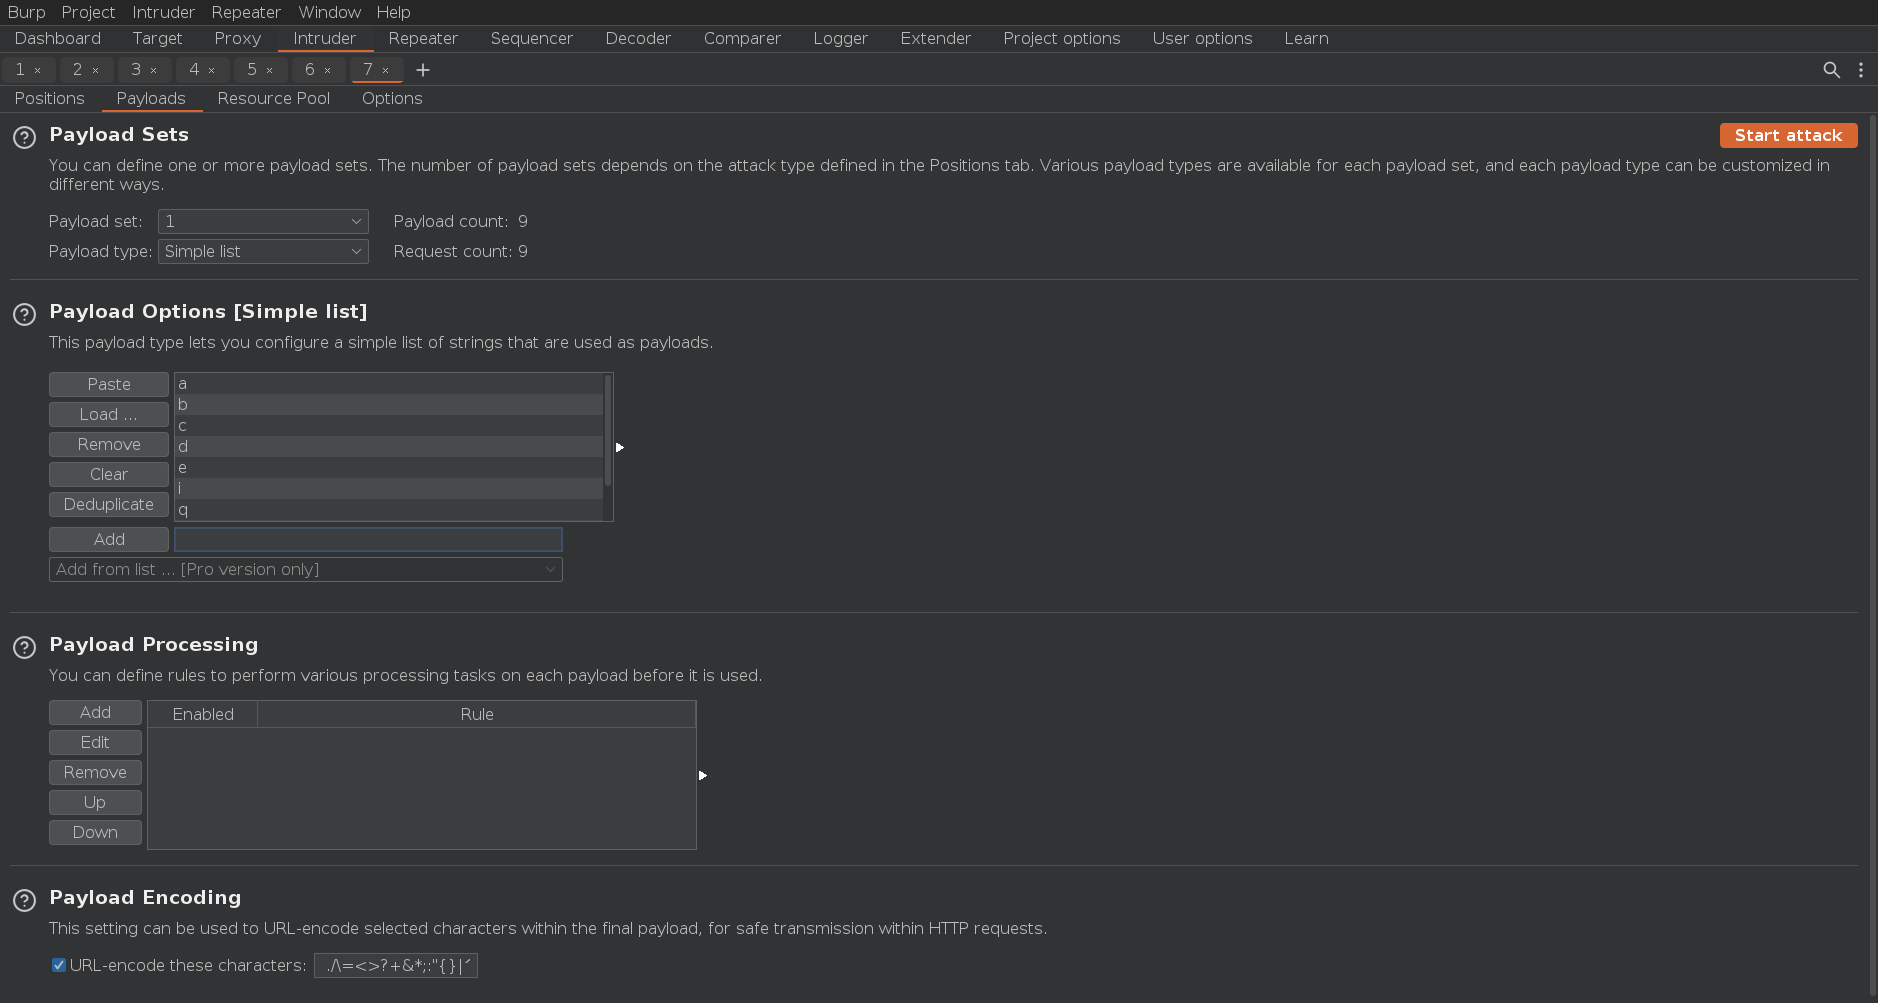 Burp Project Intruder Repeater Window Help
Dashboard Target Proxy Intruder Repeater Sequencer Decoder Comparer Logger Extender Project options User options Learn
1 × 2 × 3 × 4 × 5 × 6 × 7 × +
Positions Payloads Resource Pool Options
? Payload Sets Start attack
You can define one or more payload sets. The number of payload sets depends on the attack type defined in the Positions tab. Various payload types are available for each payload set, and each payload type can be customized in
different ways.
Payload set: 1 Payload count: 9
Payload type: Simple list Request count: 9
? Payload Options [Simple list]
This payload type lets you configure a simple list of strings that are used as payloads.
Paste a
b
Load ... c
Remove d
Clear e
i
Deduplicate q
Add
Add from list ... [Pro version only]
? Payload Processing
You can define rules to perform various processing tasks on each payload before it is used.
Add Enabled Rule
Edit
Remove
Up
Down
? Payload Encoding
This setting can be used to URL-encode selected characters within the final payload, for safe transmission within HTTP requests.
URL-encode these characters: ./\=<>?+&*;:"{}|